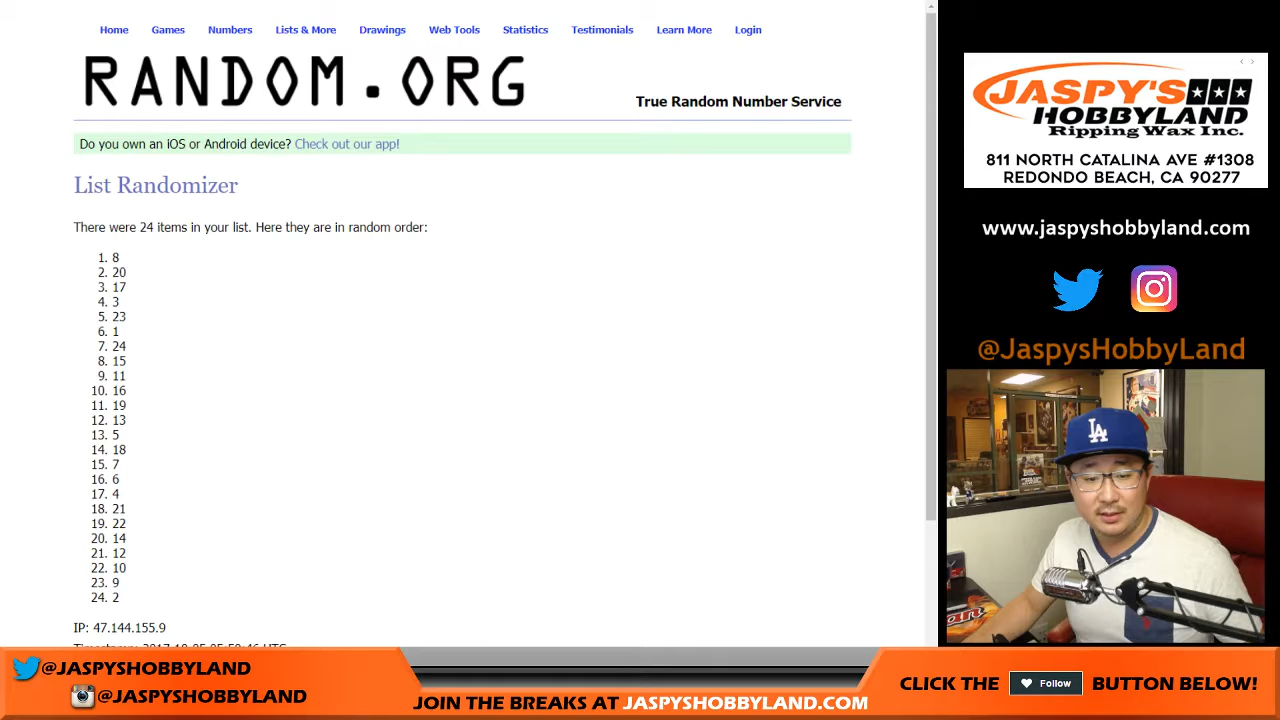 Home Games Numbers Lists & More Drawings Web Tools Statistics Testimonials Learn More Login
RANDOM.ORG
True Random Number Service
Do you own an iOS or Android device? Check out our app!
List Randomizer
There were 24 items in your list. Here they are in random order:
1. 8
2. 20
3. 17
4. 3
5. 23
6. 1
7. 24
8. 15
9. 11
10. 16
11. 19
12. 13
13. 5
14. 18
15. 7
16. 6
17. 4
18. 21
19. 22
20. 14
21. 12
22. 10
23. 9
24. 2
IP: 47.144.155.9
JASPY'S
HOBBYLAND
Ripping Wax Inc.
811 NORTH CATALINA AVE #1308
REDONDO BEACH, CA 90277
www.jaspyshobbyland.com
@JaspysHobbyLand
LA
@JASPYSHOBBYLAND
@JASPYSHOBBYLAND
JOIN THE BREAKS AT JASPYSHOBBYLAND.COM
CLICK THE Follow BUTTON BELOW!